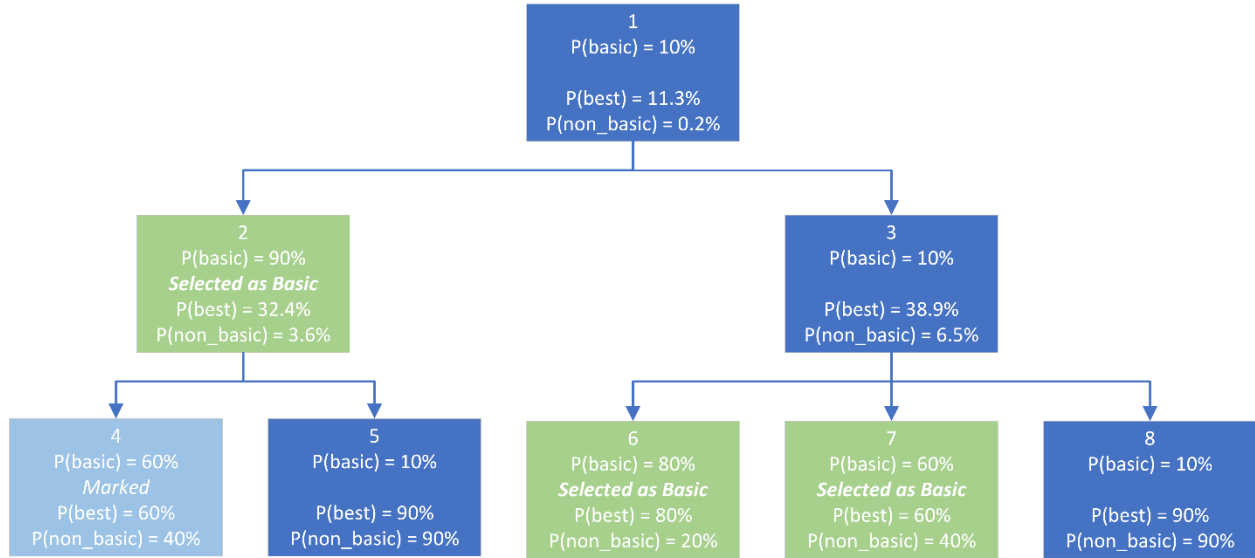 1
P(basic) = 10%
P(best) = 11.3%
P(non_basic) = 0.2%
2
P(basic) = 90%
Selected as Basic
P(best) = 32.4%
P(non_basic) = 3.6%
3
P(basic) = 10%
P(best) = 38.9%
P(non_basic) = 6.5%
4
P(basic) = 60%
Marked
P(best) = 60%
P(non_basic) = 40%
5
P(basic) = 10%
P(best) = 90%
P(non_basic) = 90%
6
P(basic) = 80%
Selected as Basic
P(best) = 80%
P(non_basic) = 20%
7
P(basic) = 60%
Selected as Basic
P(best) = 60%
P(non_basic) = 40%
8
P(basic) = 10%
P(best) = 90%
P(non_basic) = 90%